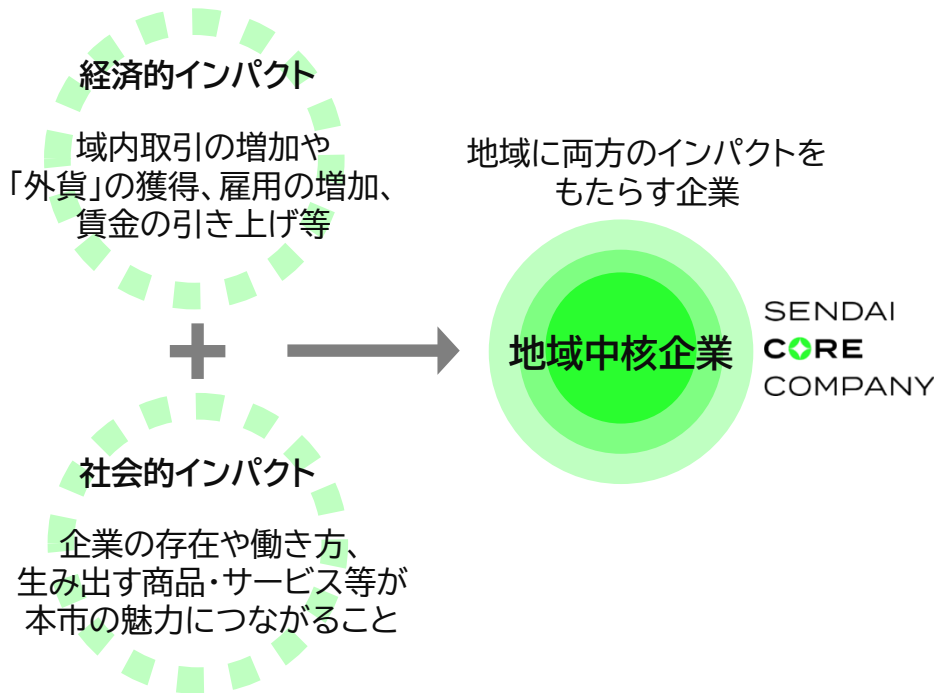 経済的インパクト
域内取引の増加や
「外貨」の獲得、雇用の増加、
賃金の引き上げ等
社会的インパクト
企業の存在や働き方、
生み出す商品・サービス等が
本市の魅力につながること
地域に両方のインパクトを
もたらす企業
地域中核企業
SENDAI
CORE
COMPANY